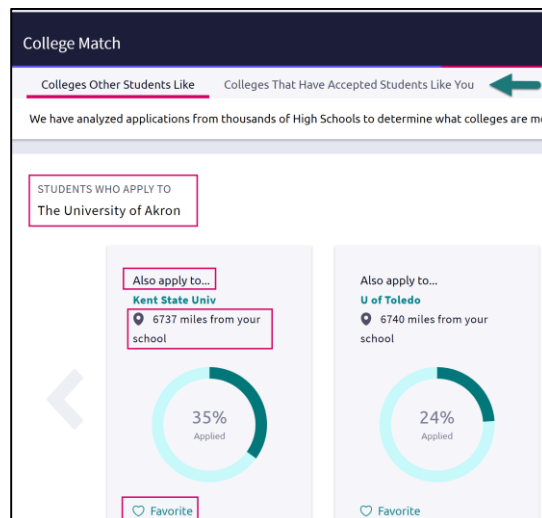 College Match
Colleges Other Students Like
Colleges That Have Accepted Students Like You
We have analyzed applications from thousands of High Schools to determine what colleges are
STUDENTS WHO APPLY TO
The University of Akron
Also apply to...
Kent State Univ
6737 miles from your
school
35%
Applied
Favorite
Also apply to...
U of Toledo
6740 miles from your
school
24%
Applied
Favorite